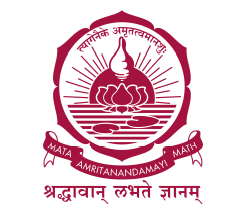 त्यागेनैके अमृतत्वमानशुः
MATA AMRITANANDAMAYI MATH
श्रद्धावान् लभते ज्ञानम्